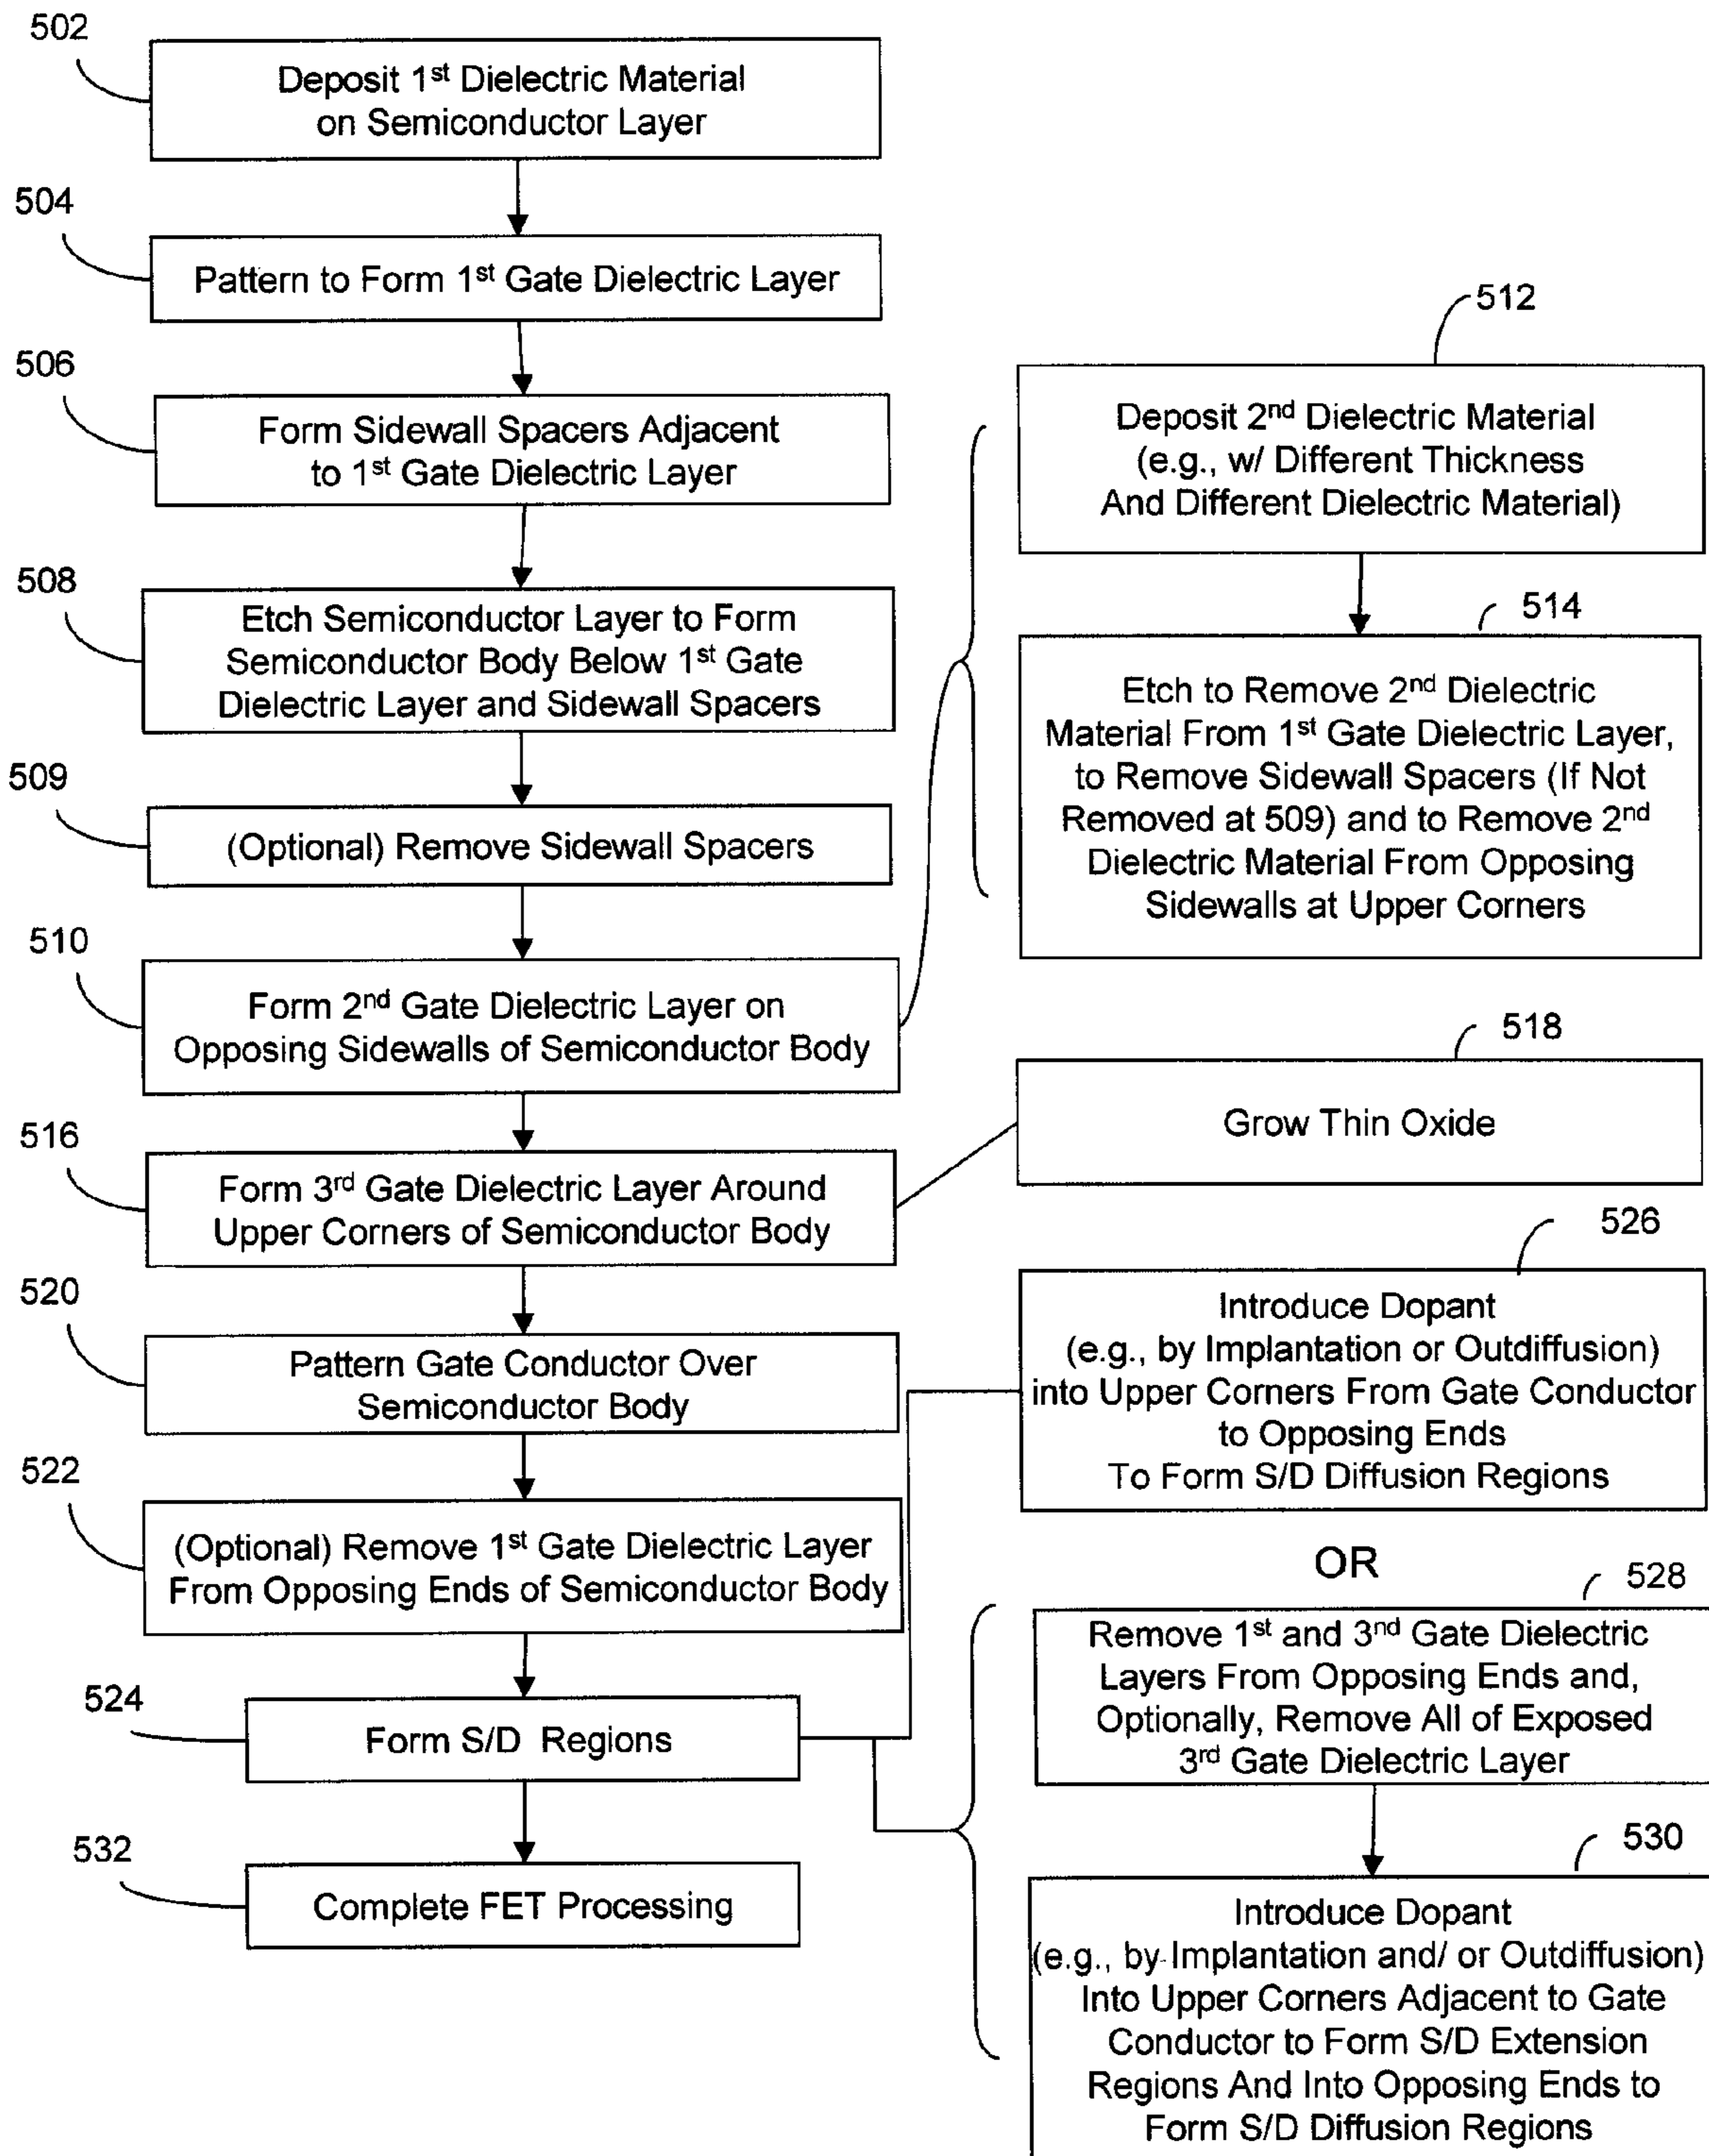 502
Deposit 1st Dielectric Material
on Semiconductor Layer
504
Pattern to Form 1st Gate Dielectric Layer
506
Form Sidewall Spacers Adjacent
to 1st Gate Dielectric Layer
508
Etch Semiconductor Layer to Form
Semiconductor Body Below 1st Gate
Dielectric Layer and Sidewall Spacers
509
(Optional) Remove Sidewall Spacers
510
Form 2nd Gate Dielectric Layer on
Opposing Sidewalls of Semiconductor Body
512
Deposit 2nd Dielectric Material
(e.g., w/ Different Thickness
And Different Dielectric Material)
514
Etch to Remove 2nd Dielectric
Material From 1st Gate Dielectric Layer,
to Remove Sidewall Spacers (If Not
Removed at 509) and to Remove 2nd
Dielectric Material From Opposing
Sidewalls at Upper Corners
516
Form 3rd Gate Dielectric Layer Around
Upper Corners of Semiconductor Body
518
Grow Thin Oxide
520
Pattern Gate Conductor Over
Semiconductor Body
522
(Optional) Remove 1st Gate Dielectric Layer
From Opposing Ends of Semiconductor Body
524
Form S/D Regions
526
Introduce Dopant
(e.g., by Implantation or Outdiffusion)
into Upper Corners From Gate Conductor
to Opposing Ends
To Form S/D Diffusion Regions
OR
528
Remove 1st and 3nd Gate Dielectric
Layers From Opposing Ends and,
Optionally, Remove All of Exposed
3rd Gate Dielectric Layer
530
Introduce Dopant
(e.g., by Implantation and/ or Outdiffusion)
Into Upper Corners Adjacent to Gate
Conductor to Form S/D Extension
Regions And Into Opposing Ends to
Form S/D Diffusion Regions
532
Complete FET Processing